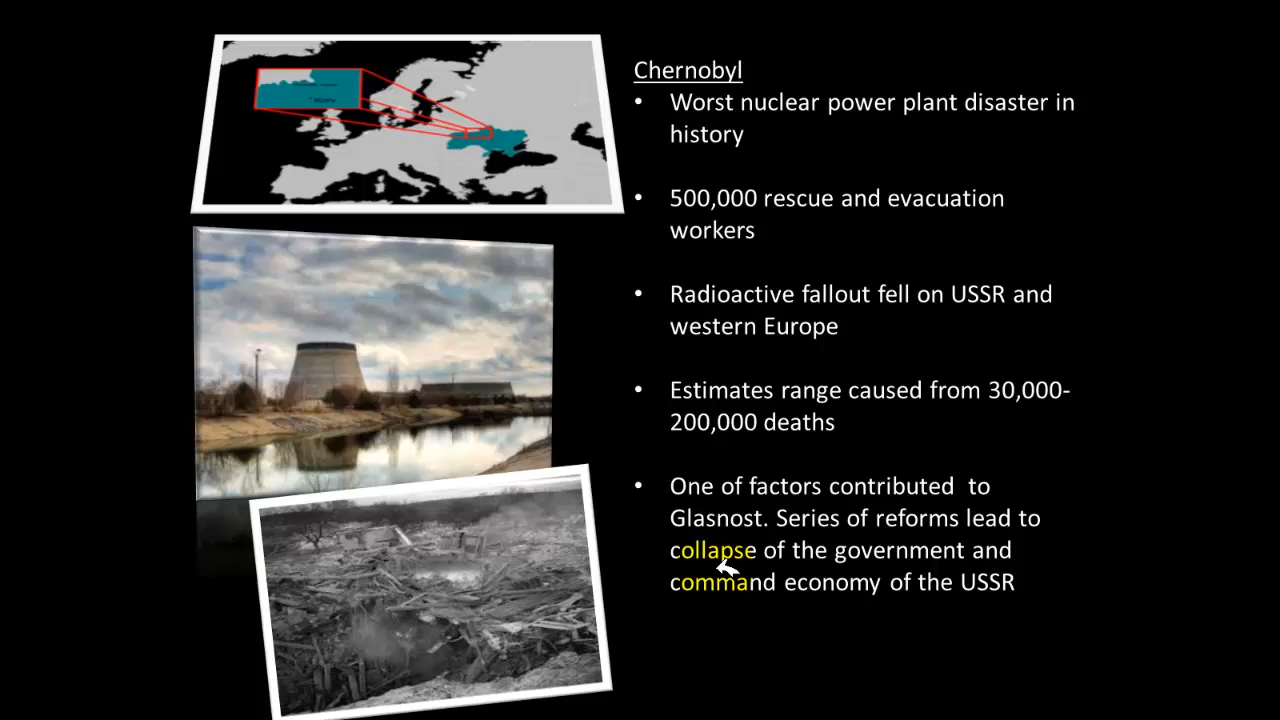 Chernobyl
• Worst nuclear power plant disaster in
history
• 500,000 rescue and evacuation
workers
• Radioactive fallout fell on USSR and
western Europe
• Estimates range caused from 30,000-
200,000 deaths
• One of factors contributed  to
Glasnost. Series of reforms lead to
collapse of the government and
command economy of the USSR